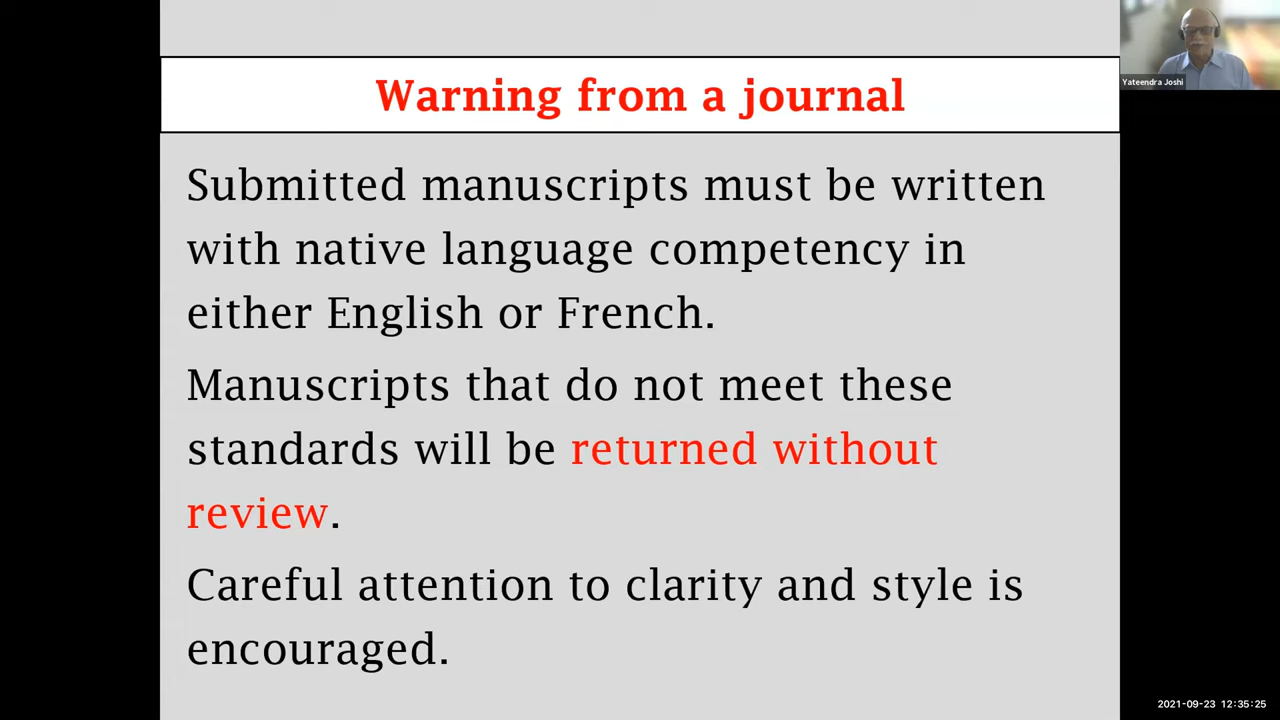 Warning from a journal
Yateendra Joshi
Submitted manuscripts must be written
with native language competency in
either English or French.
Manuscripts that do not meet these
standards will be returned without
review.
Careful attention to clarity and style is
encouraged.
2021-09-23 12:35:25